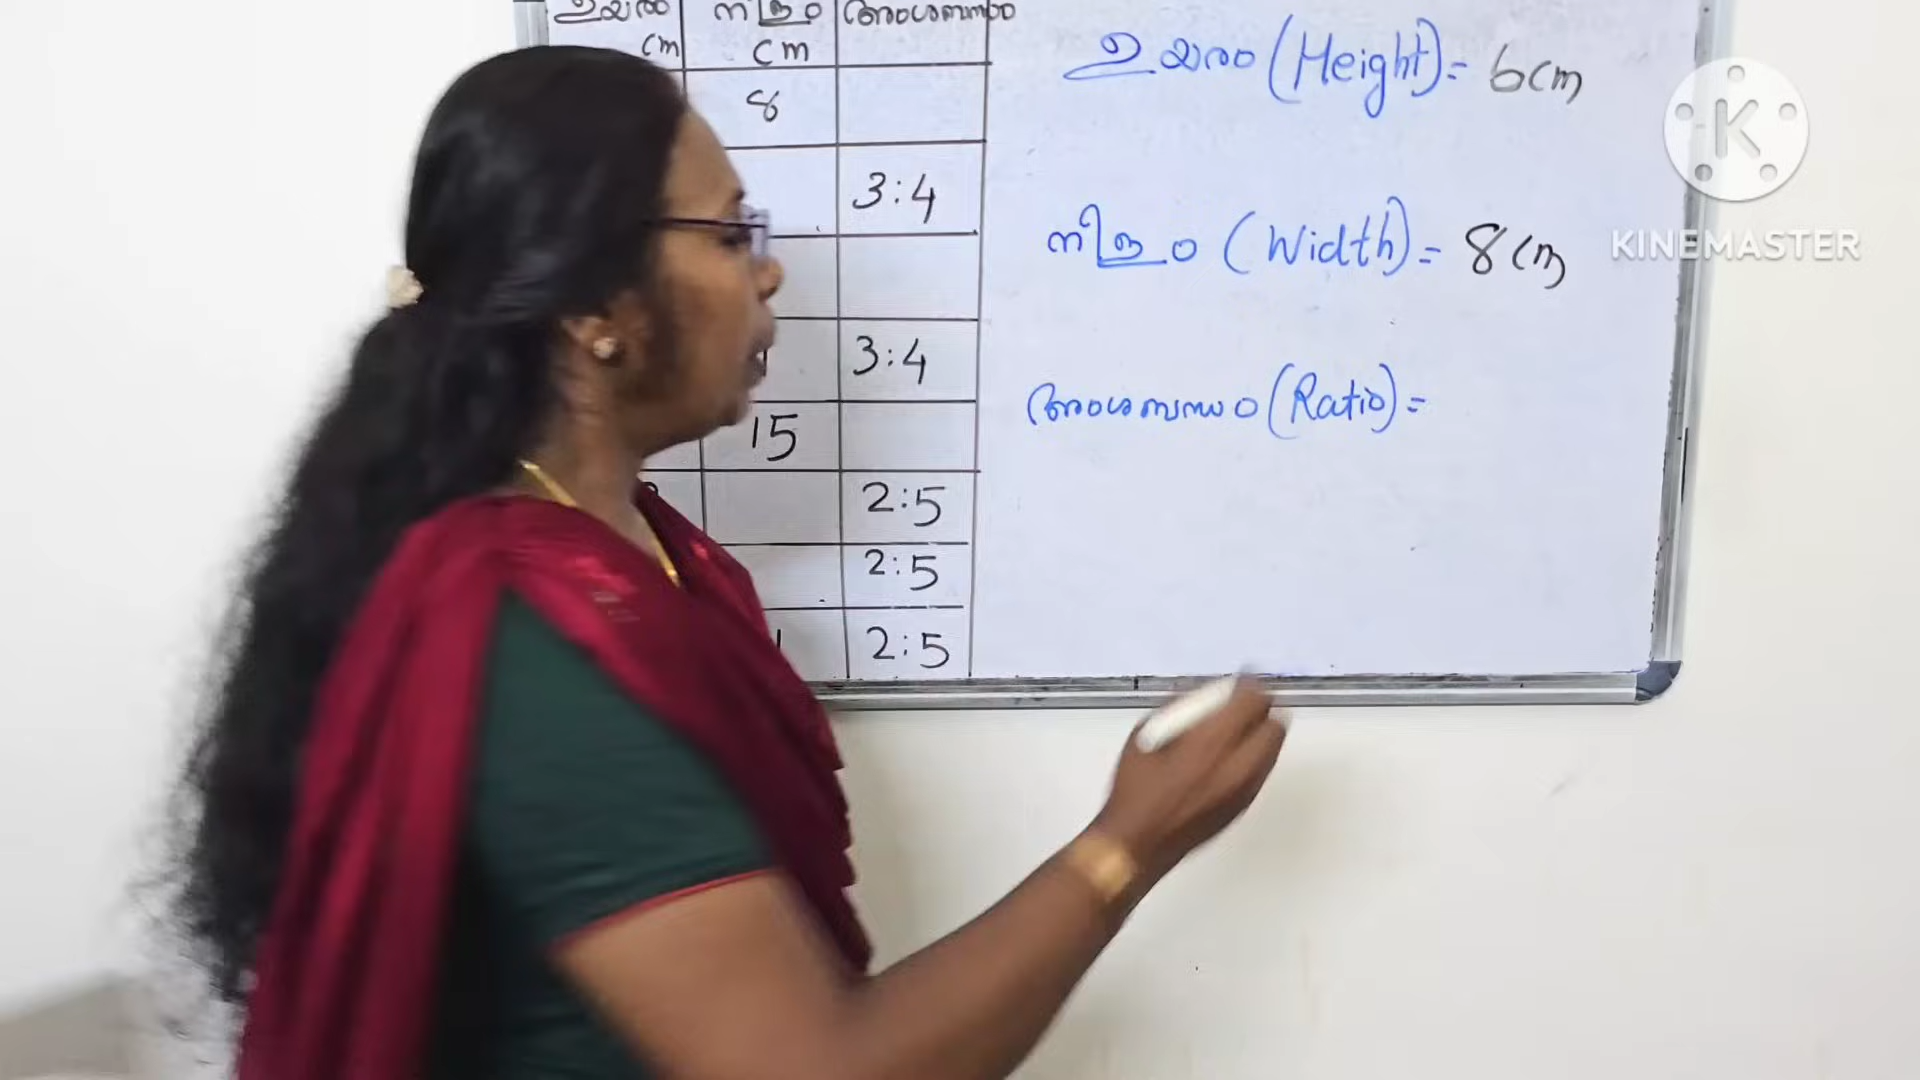 ഉയരം നീളം അംശബന്ധം
cm cm
8
3:4
3:4
15
2:5
2:5
2:5
ഉയരം (Height) = 6cm
നീളം (Width) = 8cm
അംശബന്ധം (Ratio) =
K
KINEMASTER